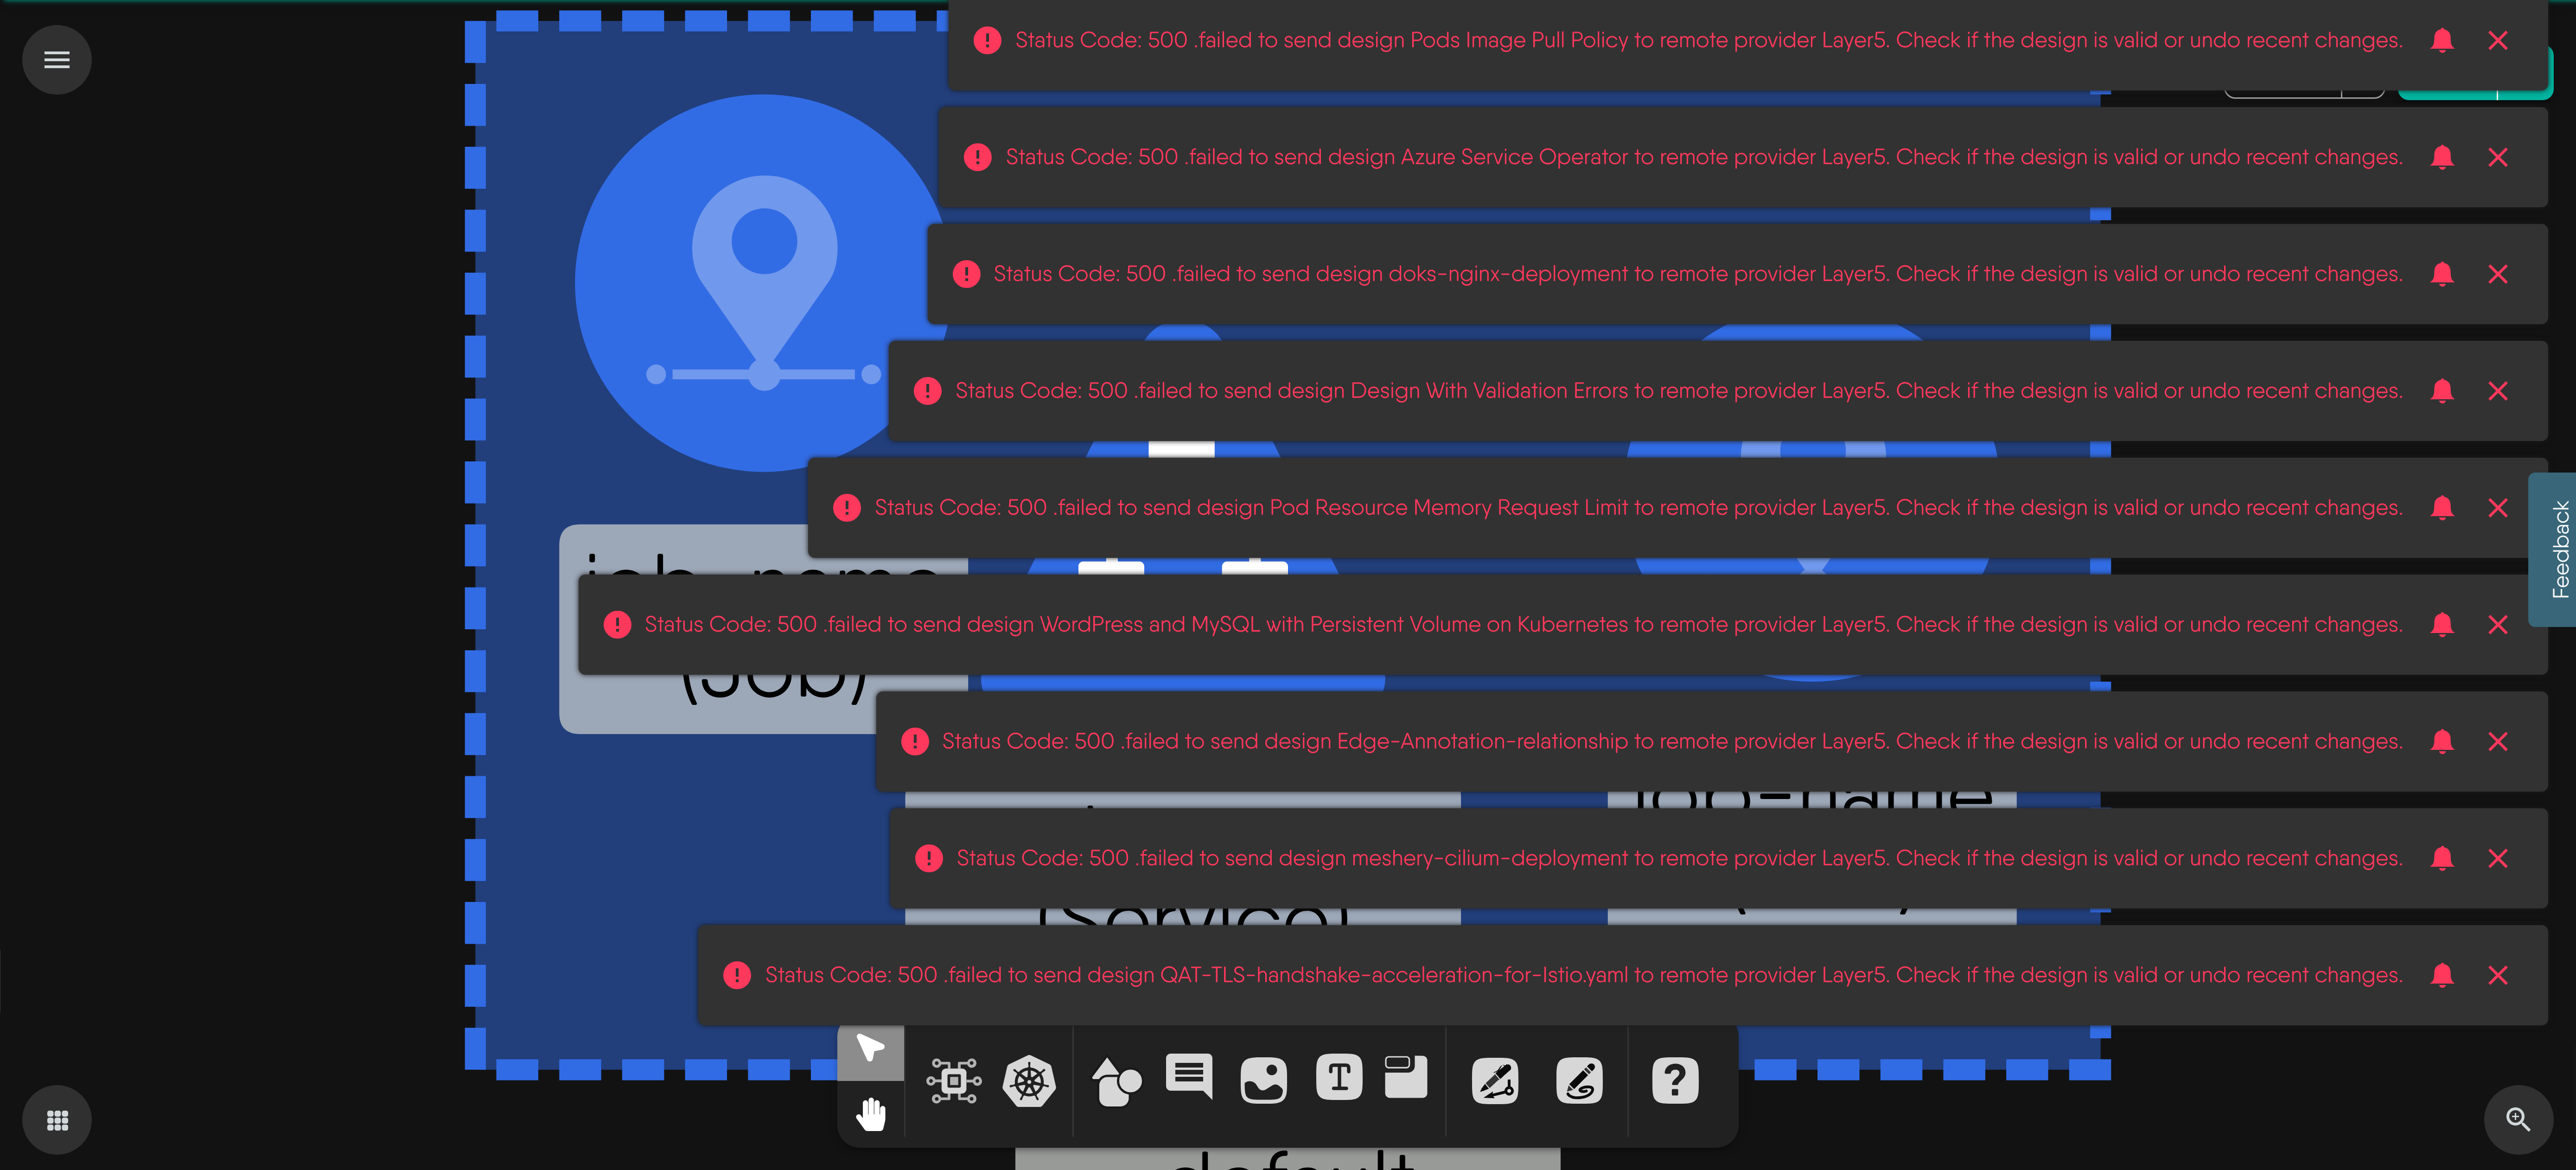 Status Code: 500 .failed to send design Pods Image Pull Policy to remote provider Layer5. Check if the design is valid or undo recent changes.
Status Code: 500 .failed to send design Azure Service Operator to remote provider Layer5. Check if the design is valid or undo recent changes.
Status Code: 500 .failed to send design doks-nginx-deployment to remote provider Layer5. Check if the design is valid or undo recent changes.
Status Code: 500 .failed to send design Design With Validation Errors to remote provider Layer5. Check if the design is valid or undo recent changes.
Status Code: 500 .failed to send design Pod Resource Memory Request Limit to remote provider Layer5. Check if the design is valid or undo recent changes.
Feedback
job-name
Status Code: 500 .failed to send design WordPress and MySQL with Persistent Volume on Kubernetes to remote provider Layer5. Check if the design is valid or undo recent changes.
(Job)
Status Code: 500 .failed to send design Edge-Annotation-relationship to remote provider Layer5. Check if the design is valid or undo recent changes.
job-name
Status Code: 500 .failed to send design meshery-cilium-deployment to remote provider Layer5. Check if the design is valid or undo recent changes.
(Service)
Status Code: 500 .failed to send design QAT-TLS-handshake-acceleration-for-Istio.yaml to remote provider Layer5. Check if the design is valid or undo recent changes.
T
?
default